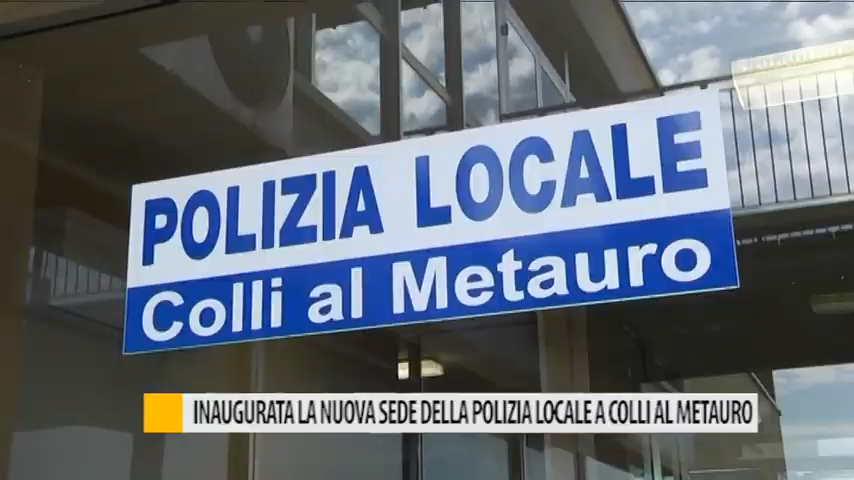 POLIZIA LOCALE
Colli al Metauro
INAUGURATA LA NUOVA SEDE DELLA POLIZIA LOCALE A COLLI AL METAURO